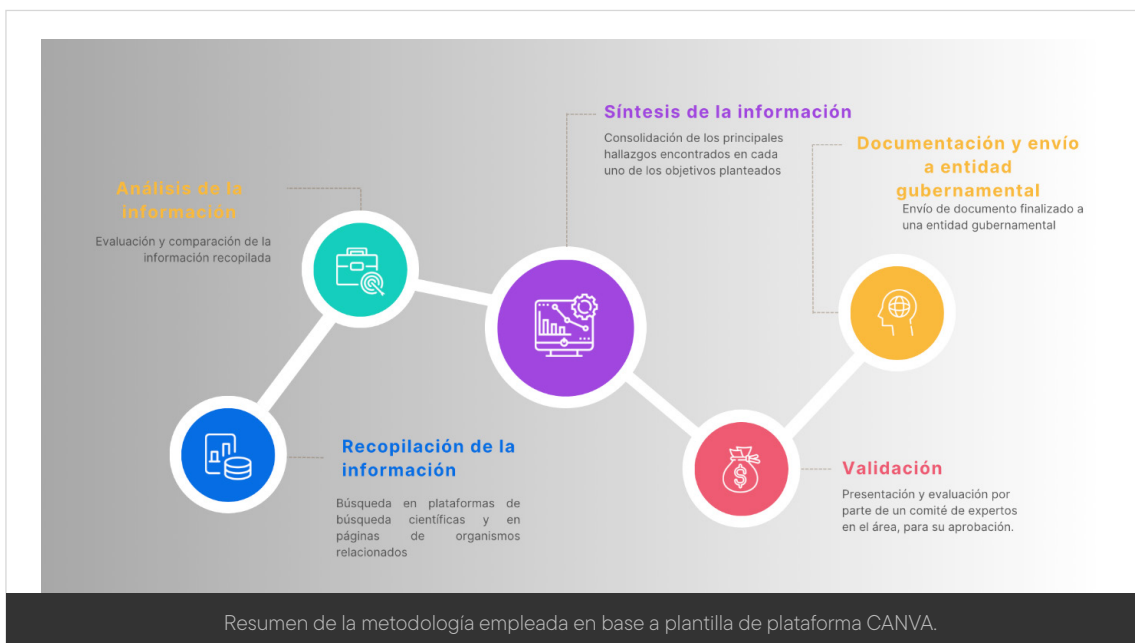 Síntesis de la información
Consolidación de los principales
hallazgos encontrados en cada
uno de los objetivos planteados
Documentación y envío
a entidad
gubernamental
Envío de documento finalizado a
una entidad gubernamental
Análisis de la
información
Evaluación y comparación de la
información recopilada
Recopilación de la
información
Búsqueda en plataformas de
búsqueda científicas y en
páginas de organismos
relacionados
Validación
Presentación y evaluación por
parte de un comité de expertos
en el área, para su aprobación.
$
Resumen de la metodología empleada en base a plantilla de plataforma CANVA.